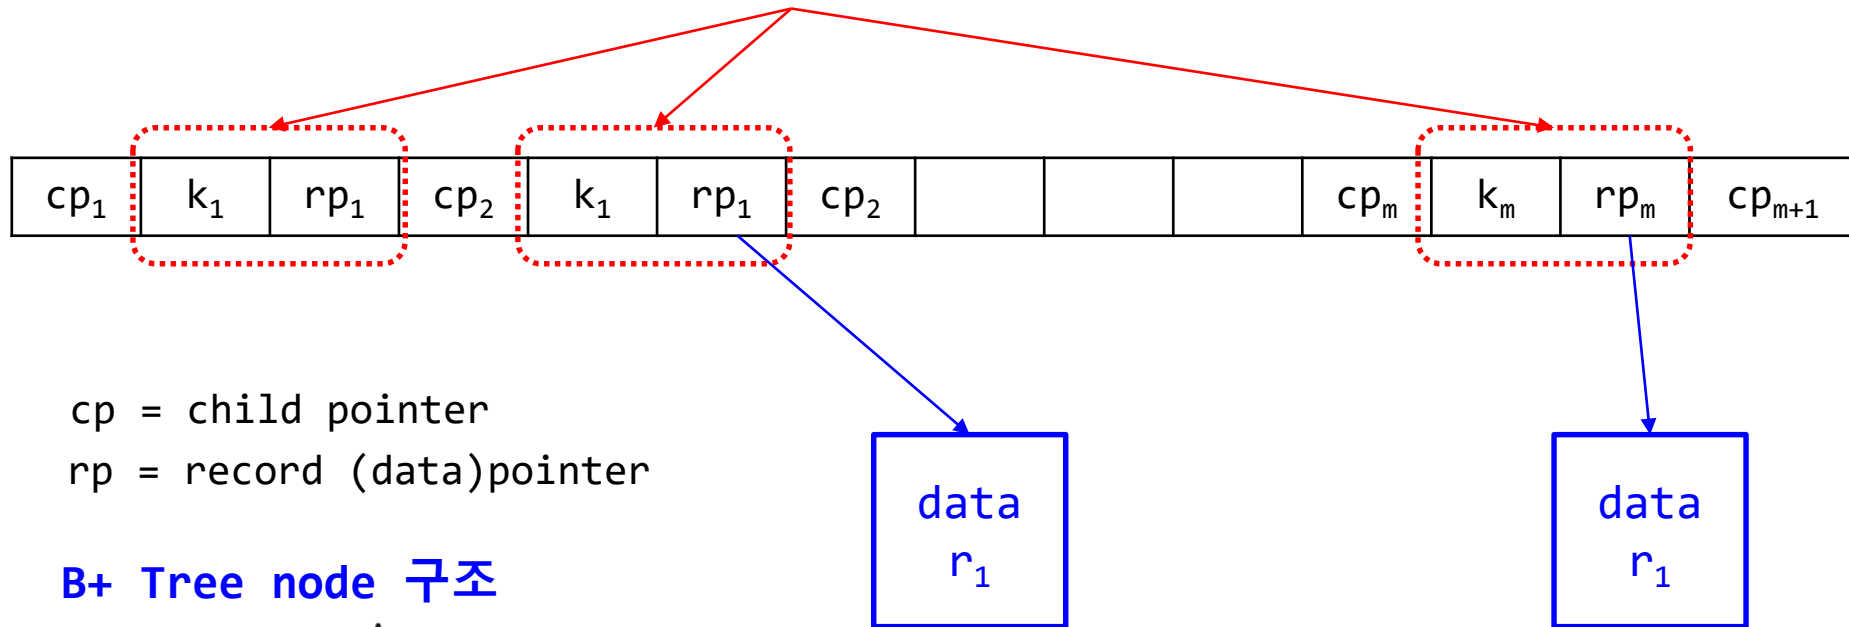 cp₁ k₁ rp₁ cp₂ k₁ rp₁ cp₂ cpₘ kₘ rpₘ cpₘ₊₁
cp = child pointer
rp = record (data)pointer
data
r₁
data
r₁
B+ Tree node 구조